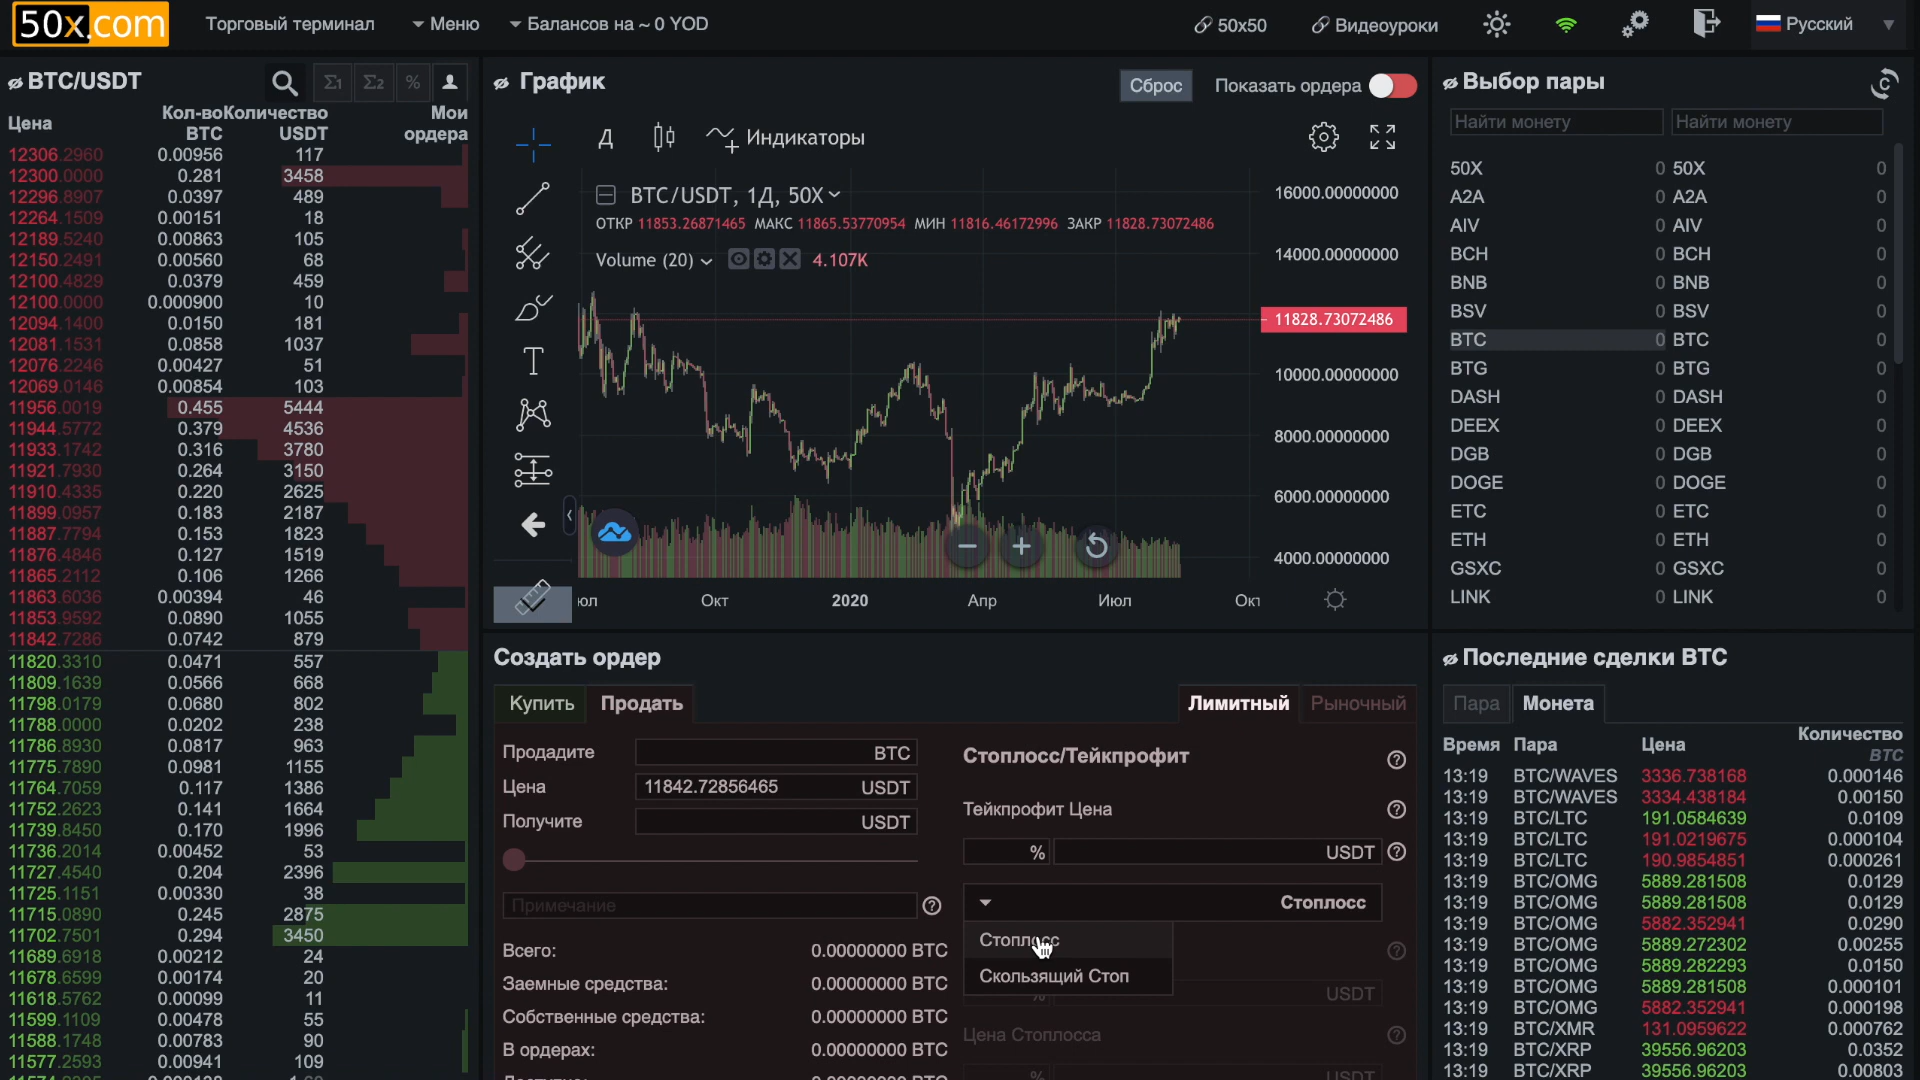 50x.com
Торговый терминал
Меню
Балансов на ~ 0 YOD
50x50
Видеоуроки
Русский
BTC/USDT
Σ1 Σ2 %
Цена Кол-во BTC Количество USDT Мои ордера
12306.2960 0.00956 117
12300.0000 0.281 3458
12296.8907 0.0397 489
12264.1509 0.00151 18
12189.5240 0.00863 105
12150.2491 0.00560 68
12100.4829 0.0379 459
12100.0000 0.000900 10
12094.1400 0.0150 181
12081.1531 0.0858 1037
12076.2246 0.00427 51
12069.0146 0.00854 103
11956.0019 0.455 5444
11944.5772 0.379 4536
11933.1742 0.316 3780
11921.7930 0.264 3150
11910.4335 0.220 2625
11899.0957 0.183 2187
11887.7794 0.153 1823
11876.4846 0.127 1519
11865.2112 0.106 1266
11863.6036 0.00394 46
11853.9592 0.0890 1055
11842.7286 0.0742 879
11820.3310 0.0471 557
11809.1639 0.0566 668
11798.0179 0.0680 802
11788.0000 0.0202 238
11786.8930 0.0817 963
11775.7890 0.0981 1155
11764.7059 0.117 1386
11752.2623 0.141 1664
11739.8450 0.170 1996
11736.2014 0.00452 53
11727.4540 0.204 2396
11725.1151 0.00330 38
11715.0890 0.245 2875
11702.7501 0.294 3450
11689.6918 0.00212 24
11678.6599 0.00174 20
11618.5762 0.00099 11
11599.1109 0.00478 55
11588.1748 0.00783 90
11577.2593 0.00941 109
График
Сброс
Показать ордера
Д
Индикаторы
BTC/USDT, 1Д, 50X
ОТКР 11853.26871465 МАКС 11865.53770954 МИН 11816.46172996 ЗАКР 11828.73072486
Volume (20) 4.107K
16000.00000000
14000.00000000
11828.73072486
10000.00000000
8000.00000000
6000.00000000
4000.00000000
юл Окт 2020 Апр Июл Окт
Создать ордер
Купить Продать
Лимитный Рыночный
Продадите BTC
Цена 11842.72856465 USDT
Получите USDT
Примечание
Всего: 0.00000000 BTC
Заемные средства: 0.00000000 BTC
Собственные средства: 0.00000000 BTC
В ордерах: 0.00000000 BTC
Стоплосс/Тейкпрофит
Тейкпрофит Цена
% USDT
Стоплосс
Стоплосс
Скользящий Стоп
% USDT
Цена Стоплосса
% USDT
Выбор пары
Найти монету Найти монету
50X 0 50X 0
A2A 0 A2A 0
AIV 0 AIV 0
BCH 0 BCH 0
BNB 0 BNB 0
BSV 0 BSV 0
BTC 0 BTC 0
BTG 0 BTG 0
DASH 0 DASH 0
DEEX 0 DEEX 0
DGB 0 DGB 0
DOGE 0 DOGE 0
ETC 0 ETC 0
ETH 0 ETH 0
GSXC 0 GSXC 0
LINK 0 LINK 0
Последние сделки BTC
Пара Монета
Время Пара Цена Количество BTC
13:19 BTC/WAVES 3336.738168 0.000146
13:19 BTC/WAVES 3334.438184 0.00150
13:19 BTC/LTC 191.0584639 0.0109
13:19 BTC/LTC 191.0219675 0.000104
13:19 BTC/LTC 190.9854851 0.000261
13:19 BTC/OMG 5889.281508 0.0129
13:19 BTC/OMG 5889.281508 0.0129
13:19 BTC/OMG 5882.352941 0.0290
13:19 BTC/OMG 5889.272302 0.00255
13:19 BTC/OMG 5889.282293 0.0150
13:19 BTC/OMG 5889.281508 0.000101
13:19 BTC/OMG 5882.352941 0.000198
13:19 BTC/XMR 131.0959622 0.000762
13:19 BTC/XRP 39556.96203 0.0352
13:19 BTC/XRP 39556.96203 0.00803